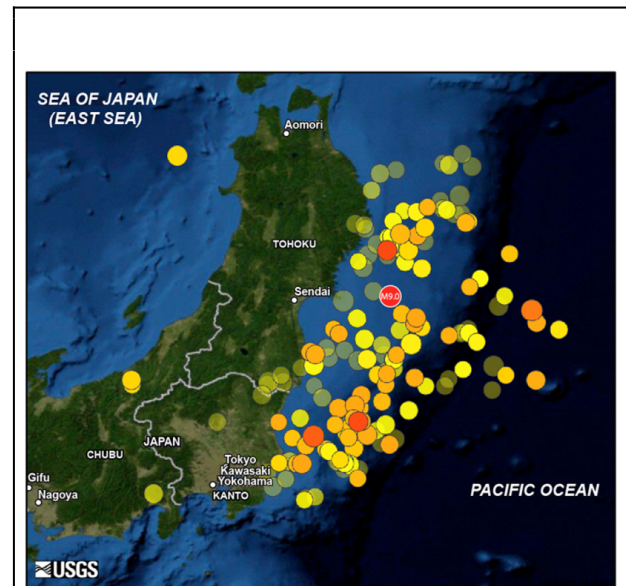 SEA OF JAPAN
(EAST SEA)
Aomori
TOHOKU
M9.0
Sendai
JAPAN
CHUBU
Tokyo
Kawasaki
Yokohama
Gifu
Nagoya
KANTO
PACIFIC OCEAN
USGS